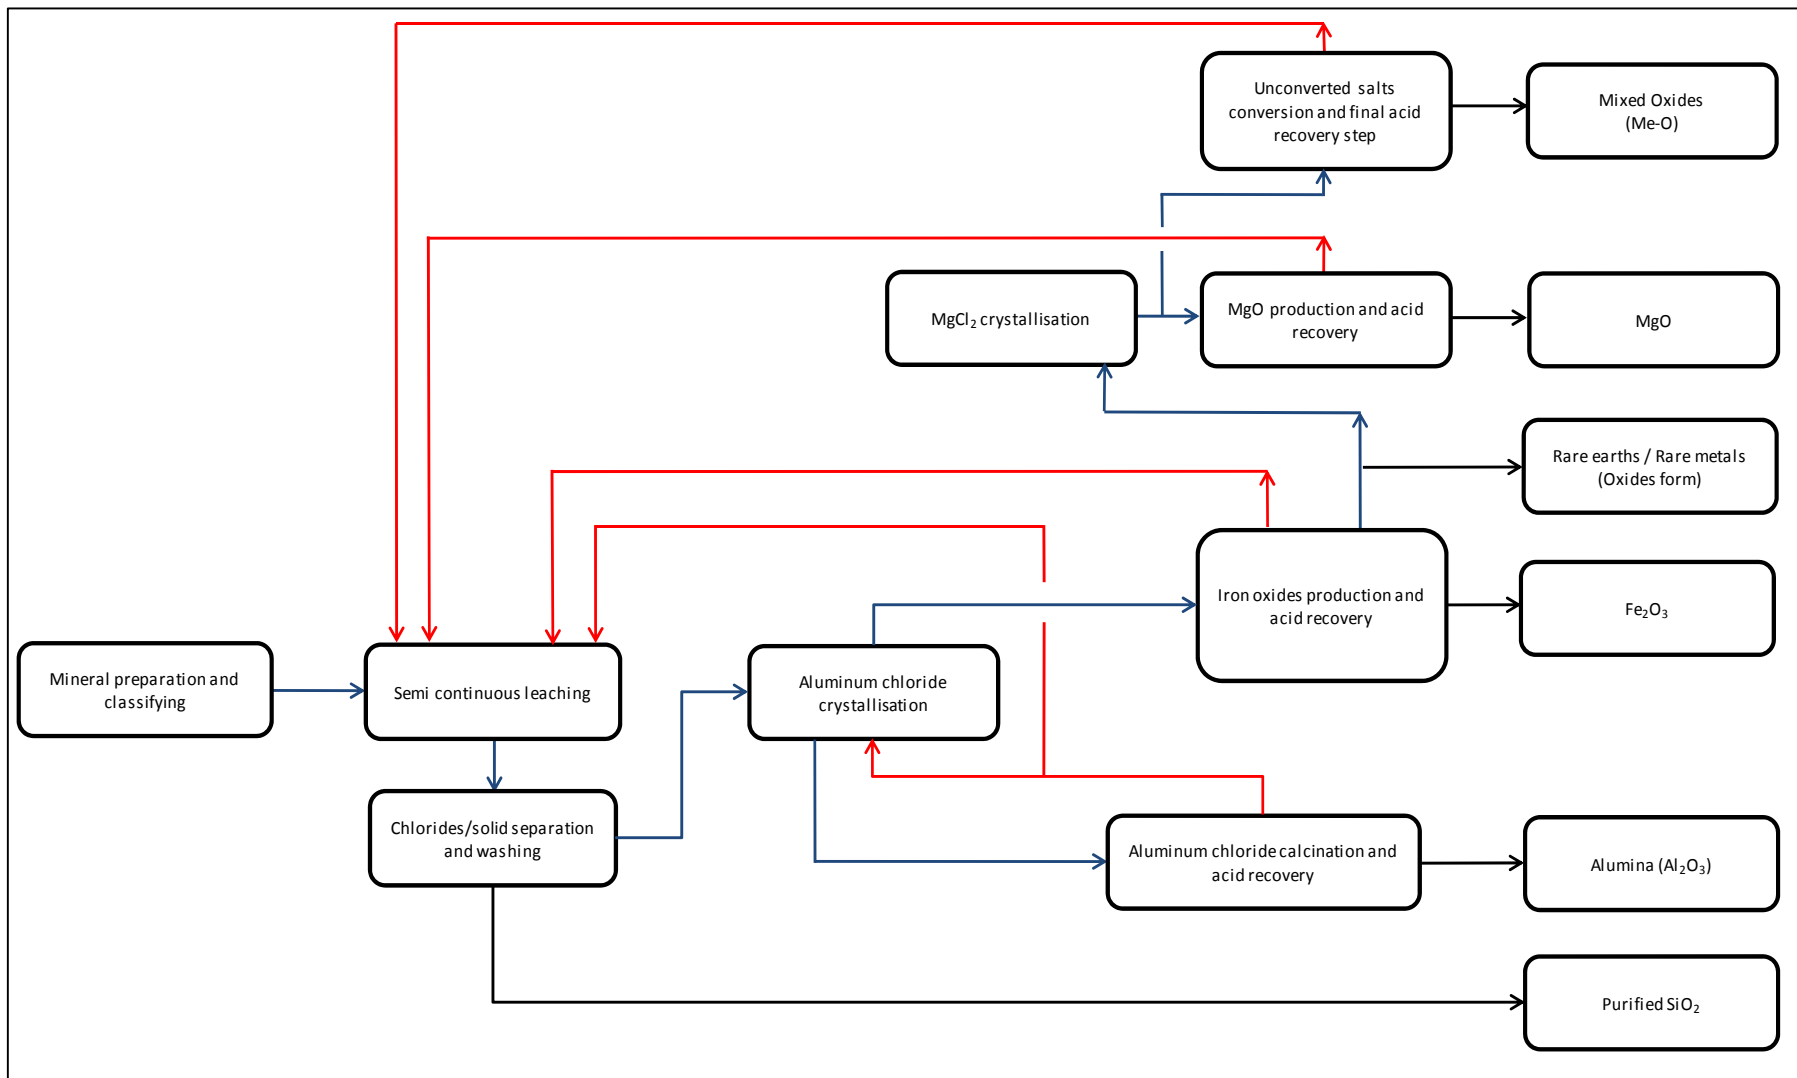 Unconverted salts
conversion and final acid
recovery step
Mixed Oxides
(Me-O)
MgCl₂ crystallisation
MgO production and acid
recovery
MgO
Rare earths / Rare metals
(Oxides form)
Iron oxides production and
acid recovery
Fe₂O₃
Mineral preparation and
classifying
Semi continuous leaching
Aluminum chloride
crystallisation
Chlorides/solid separation
and washing
Aluminum chloride calcination and
acid recovery
Alumina (Al₂O₃)
Purified SiO₂